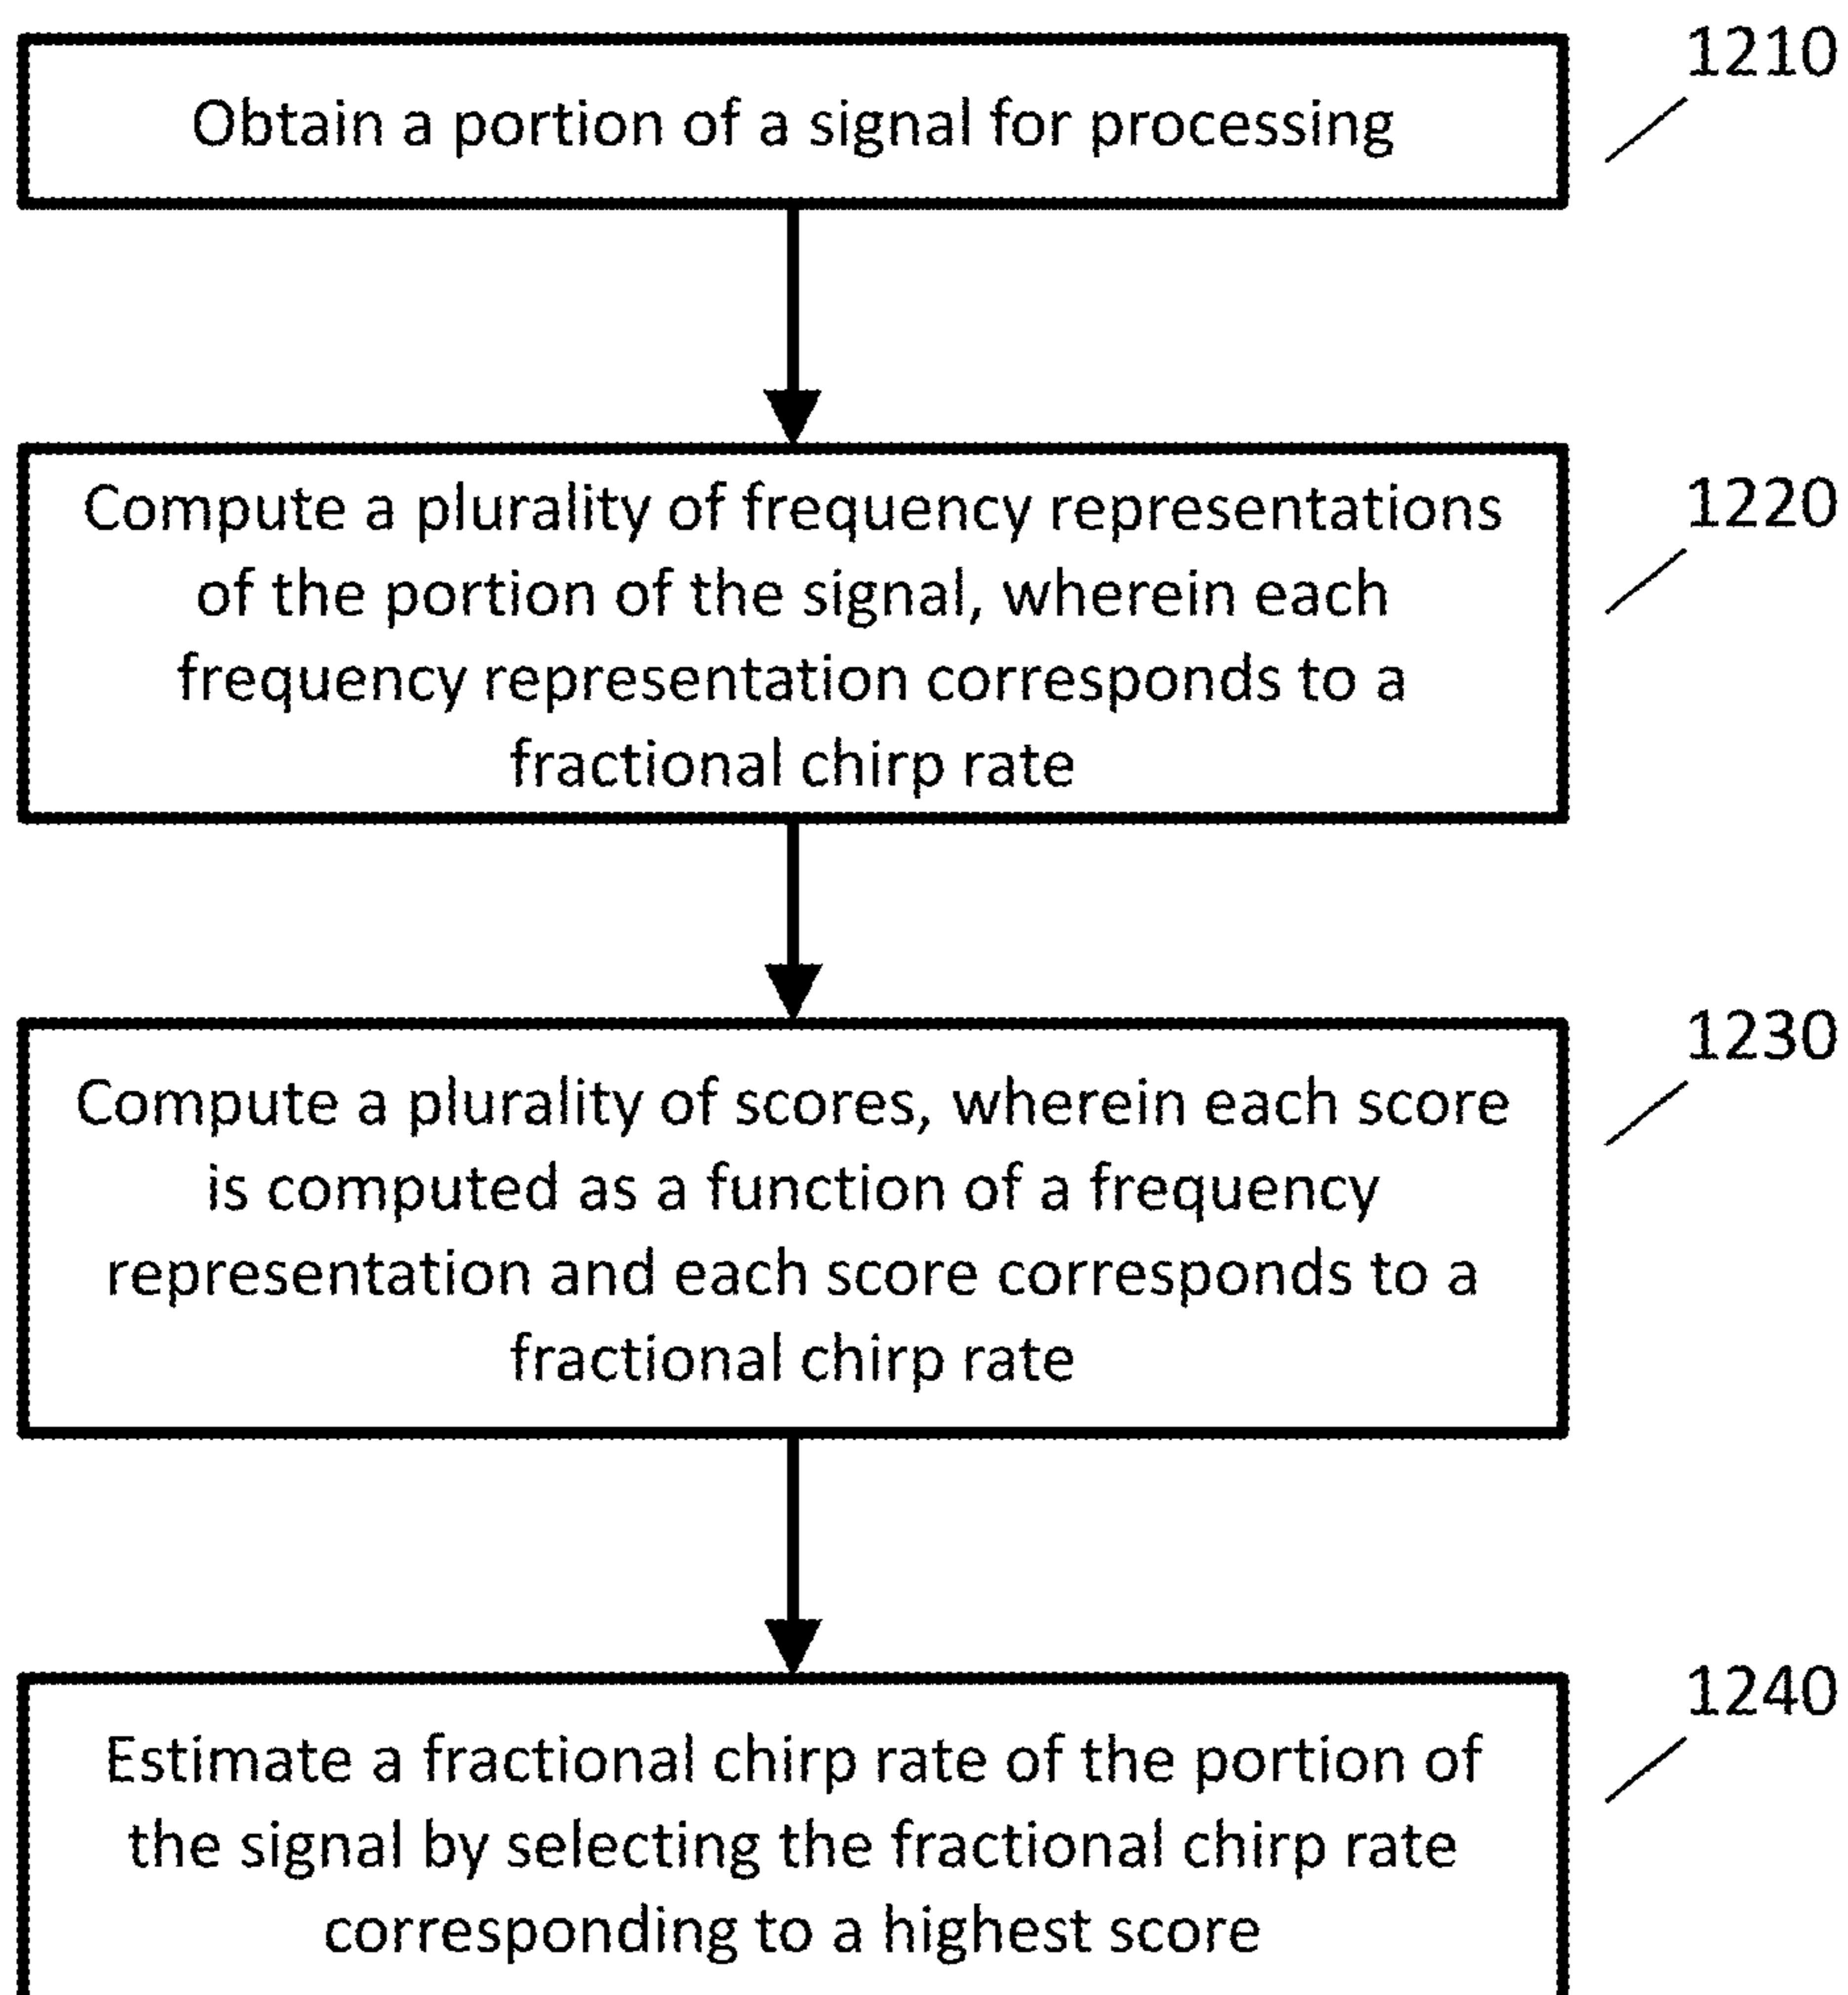 1210
Obtain a portion of a signal for processing
1220
Compute a plurality of frequency representations
of the portion of the signal, wherein each
frequency representation corresponds to a
fractional chirp rate
1230
Compute a plurality of scores, wherein each score
is computed as a function of a frequency
representation and each score corresponds to a
fractional chirp rate
1240
Estimate a fractional chirp rate of the portion of
the signal by selecting the fractional chirp rate
corresponding to a highest score